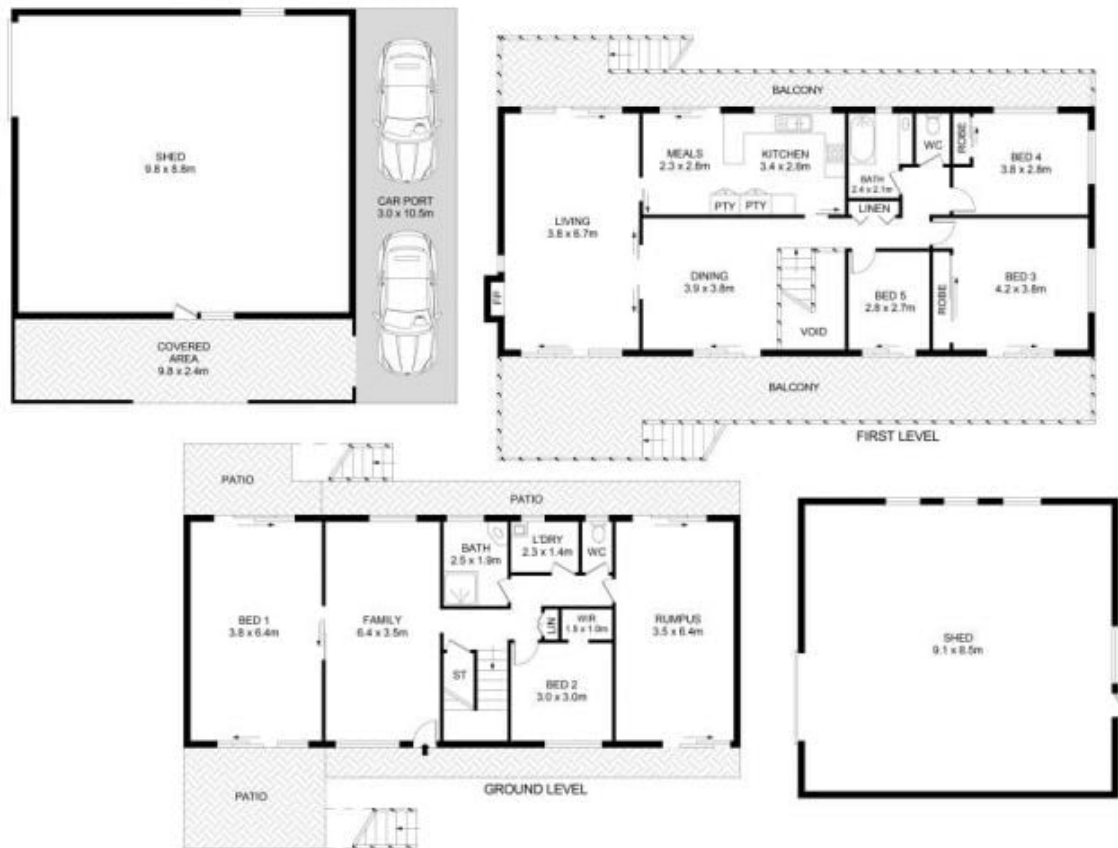 SHED
9.8 x 8.8m
CAR PORT
3.0 x 10.5m
COVERED
AREA
9.8 x 2.4m
BALCONY
MEALS
2.3 x 2.8m
KITCHEN
3.4 x 2.8m
PTY
PTY
BATH
2.4 x 2.1m
WC
ROBE
BED 4
3.8 x 2.8m
LINEN
LIVING
3.8 x 6.7m
FP
DINING
3.9 x 3.8m
VOID
BED 5
2.8 x 2.7m
ROBE
BED 3
4.2 x 3.8m
BALCONY
FIRST LEVEL
PATIO
PATIO
BED 1
3.8 x 6.4m
FAMILY
6.4 x 3.5m
BATH
2.5 x 1.9m
L'DRY
2.3 x 1.4m
WC
LIN
WIR
ST
BED 2
3.0 x 3.0m
RUMPUS
3.5 x 6.4m
PATIO
GROUND LEVEL
SHED
9.1 x 8.5m